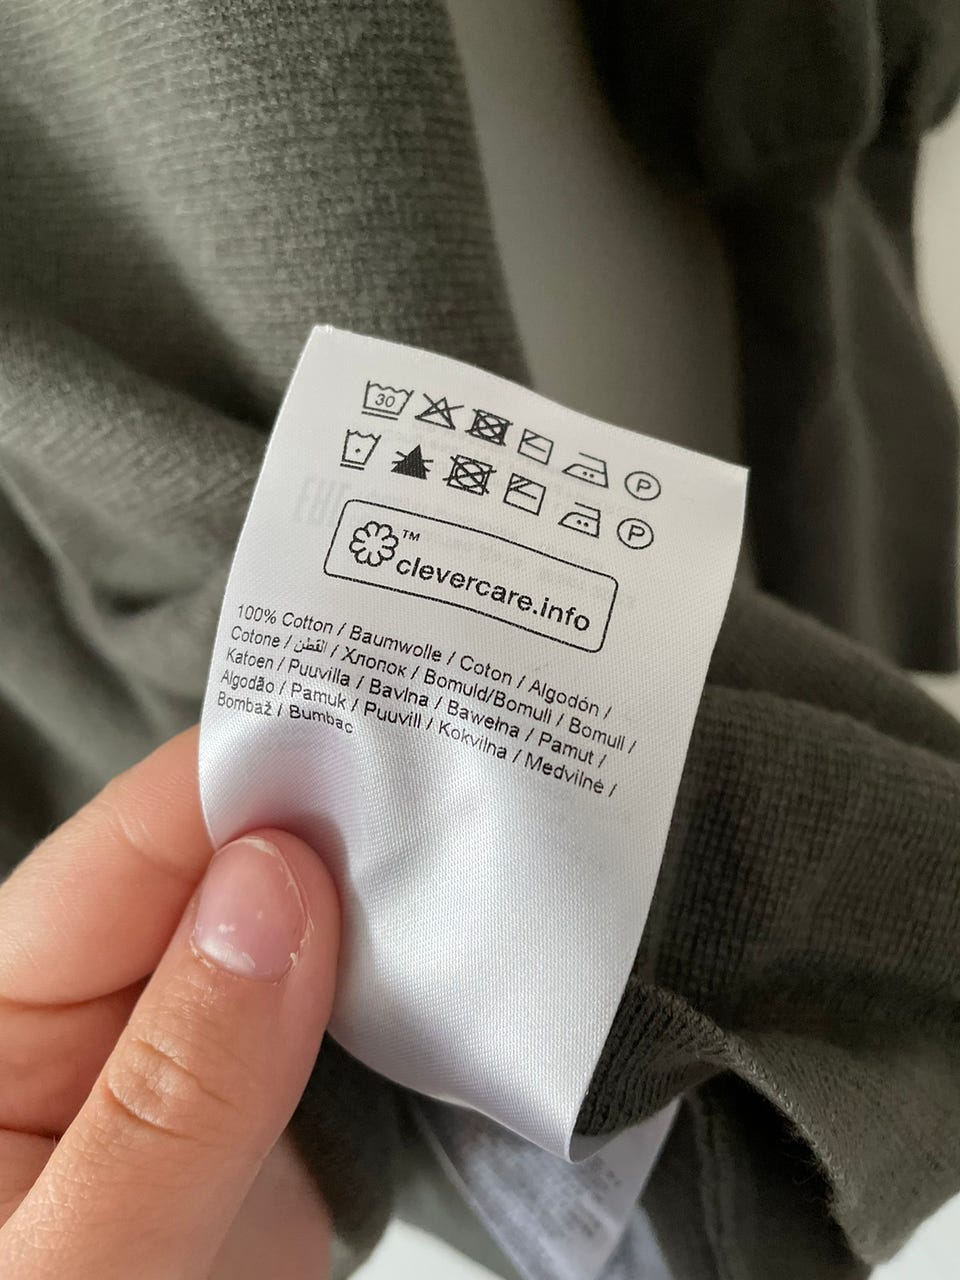 30 P
P
™
clevercare.info
100% Cotton / Baumwolle / Coton / Algodón /
Cotone / القطن / Хлопок / Bomuld/Bomull / Bomull /
Katoen / Puuvilla / Bavlna / Bawełna / Pamut /
Algodão / Pamuk / Puuvill / Kokvilna / Medvilnė /
Bombaž / Bumbac